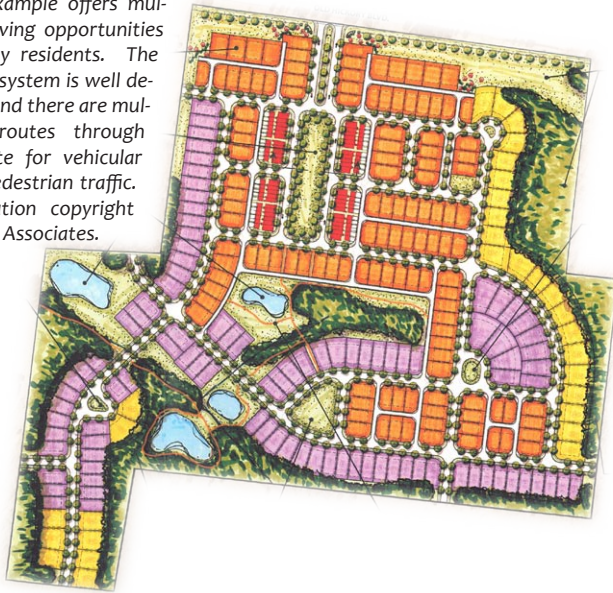 ample offers mul-
ving opportunities
y residents. The
system is well de-
nd there are mul-
routes through
te for vehicular
edestrian traffic.
tion copyright
Associates.